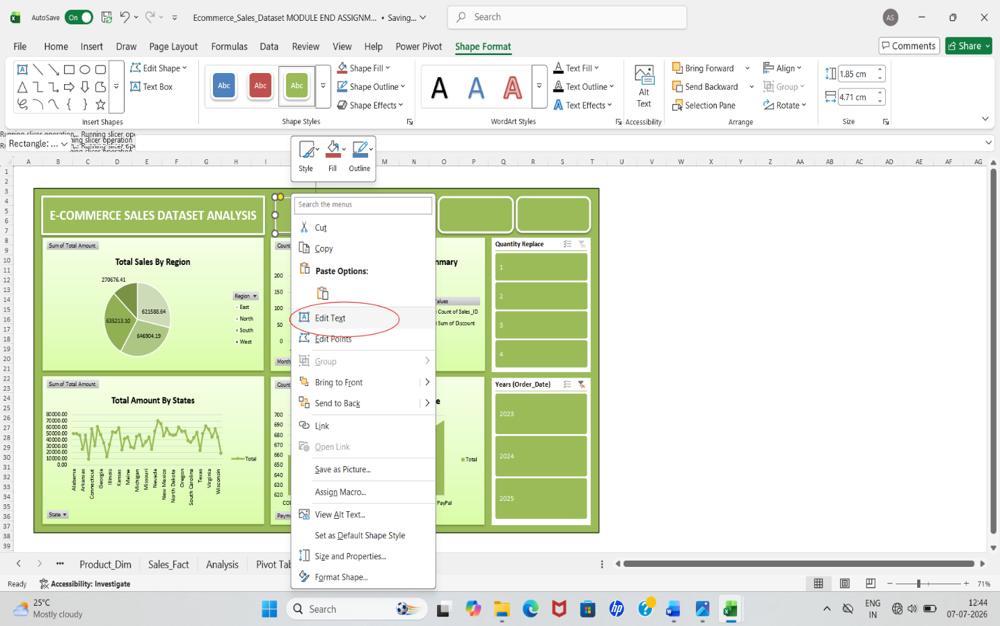 AutoSave On Ecommerce_Sales_Dataset MODULE END ASSIGNM... • Saving... Search AS
File Home Insert Draw Page Layout Formulas Data Review View Help Power Pivot Shape Format Comments Share
Edit Shape
Text Box
Insert Shapes
Abc Abc Abc
Shape Fill
Shape Outline
Shape Effects
Shape Styles
A A A
Text Fill
Text Outline
Text Effects
WordArt Styles
Alt
Text
Accessibility
Bring Forward
Send Backward
Selection Pane
Align
Group
Rotate
Arrange
1.85 cm
4.71 cm
Size
Running slicer operation... Running slicer ope
Rectangle: ...
Style Fill Outline
A B C D E F G H I M N O P Q R S T U V W X Y Z AA AB AC AD AE AF AG
1
2
3
4
5
6
7
8
9
10
11
12
13
14
15
16
17
18
19
20
21
22
23
24
25
26
27
28
29
30
31
32
33
34
35
36
37
38
39
E-COMMERCE SALES DATASET ANALYSIS
Sum of Total Amount
Total Sales By Region
270676.41
621588.64
635213.10
646904.19
Region
East
North
South
West
Count
200
150
100
50
0
Month
mmary
alues
Count of Sales_ID
Sum of Discount
Quantity Replace
1
2
3
4
Sum of Total Amount
Total Amount By States
80000.00
70000.00
60000.00
50000.00
40000.00
30000.00
20000.00
10000.00
0.00
Alabama
Arkansas
Connecticut
Georgia
Illinois
Kansas
Maine
Michigan
Missouri
Nevada
New Mexico
North Dakota
Oregon
South Carolina
Texas
Virginia
Wisconsin
Total
State
Count
e
700
690
680
670
660
650
640
630
620
COD
PayPal
Total
Payme
Years (Order_Date)
2023
2024
2025
Search the menus
Cut
Copy
Paste Options:
Edit Text
Edit Points
Group
Bring to Front
Send to Back
Link
Open Link
Save as Picture...
Assign Macro...
View Alt Text...
Set as Default Shape Style
Size and Properties...
Format Shape...
Product_Dim Sales_Fact Analysis Pivot Tab
Ready Accessibility: Investigate 71%
25°C
Mostly cloudy
Search
ENG
IN
12:44
07-07-2026